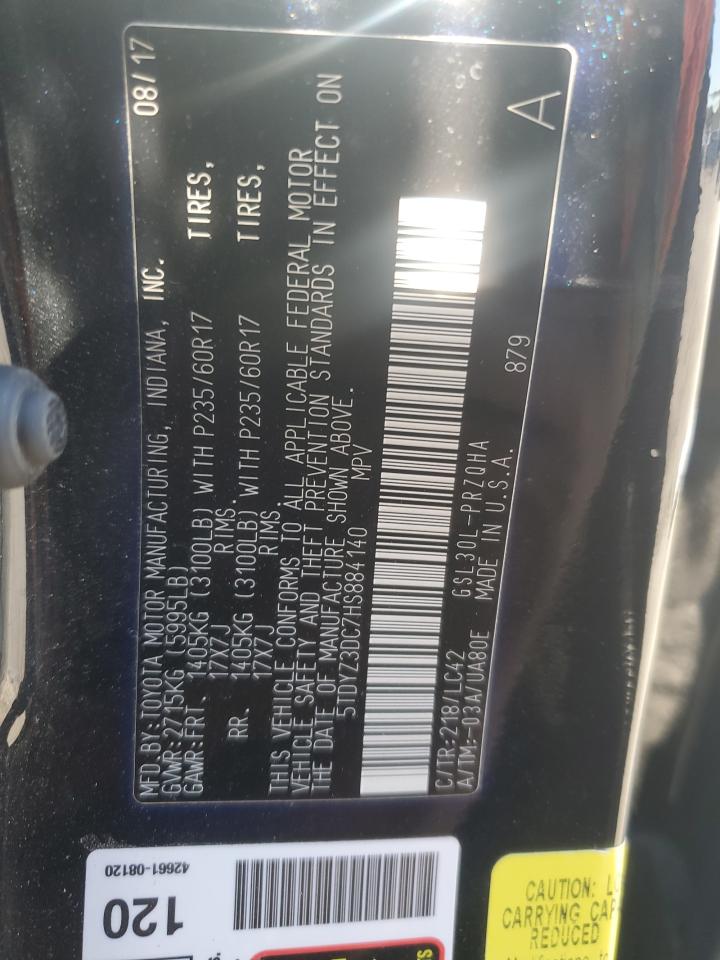 MFD.BY:TOYOTA MOTOR MANUFACTURING, INDIANA, INC. 08/17
GVWR:2715KG (5995LB)
GAWR:FRT. 1405KG (3100LB) WITH P235/60R17 TIRES,
17X7J RIMS.
RR. 1405KG (3100LB) WITH P235/60R17 TIRES,
17X7J RIMS.
THIS VEHICLE CONFORMS TO ALL APPLICABLE FEDERAL MOTOR
VEHICLE SAFETY AND THEFT PREVENTION STANDARDS IN EFFECT ON
THE DATE OF MANUFACTURE SHOWN ABOVE.
5TDYZ3DC7HS884140 MPV
C/TR:218/LC42 GSL30L-PRZQHA
A/TM:-03A/UA80E MADE IN U.S.A. 879
A
42661-08120
120
CAUTION:
CARRYING
REDUCED